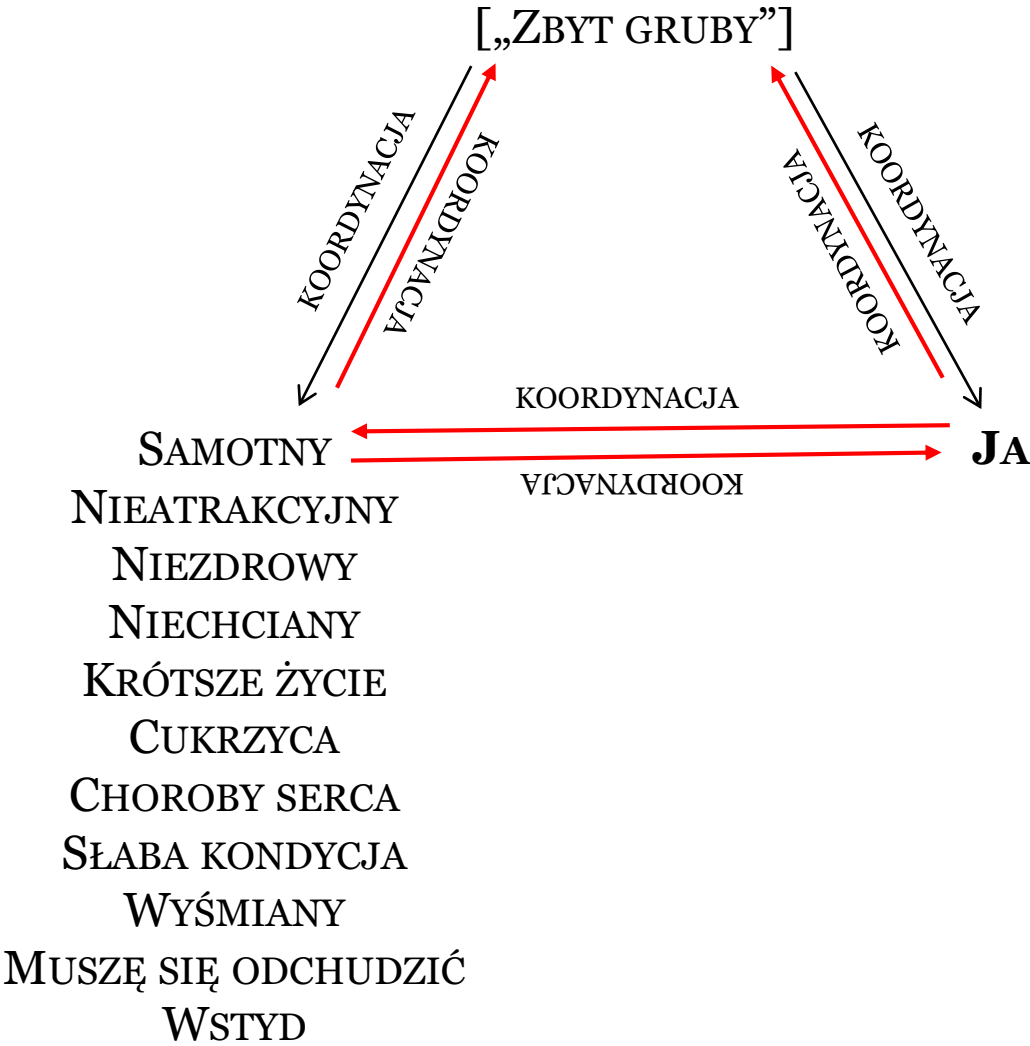 [„Zbyt gruby”]
KOORDYNACJA
KOORDYNACJA
KOORDYNACJA
KOORDYNACJA
KOORDYNACJA
Samotny
Ja
KOORDYNACJA
Nieatrakcyjny
Niezdrowy
Niechciany
Krótsze życie
Cukrzyca
Choroby serca
Słaba kondycja
Wyśmiany
Muszę się odchudzić
Wstyd